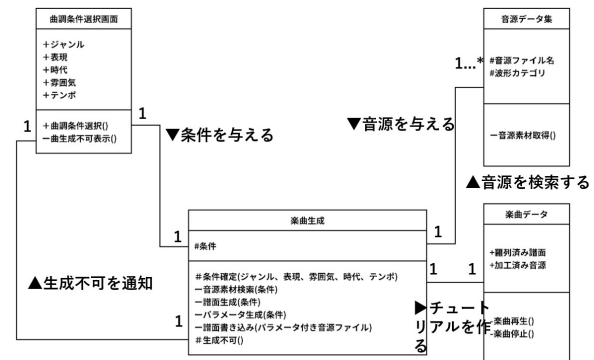 曲調条件選択画面
＋ジャンル
＋表現
＋時代
＋雰囲気
＋テンポ
＋曲調条件選択()
ー曲生成不可表示()
1
1
▼条件を与える
1
音源データ集
#音源ファイル名
#波形カテゴリ
ー音源素材取得()
1...*
▼音源を与える
▲音源を検索する
1
楽曲生成
#条件
＃条件確定(ジャンル、表現、雰囲気、時代、テンポ)
ー音源素材検索(条件)
ー譜面生成(条件)
ーパラメータ生成(条件)
ー譜面書き込み(パラメータ付き音源ファイル)
＃生成不可()
▲生成不可を通知
1
1
1
▶チュート
リアルを作
る
楽曲データ
+羅列済み譜面
+加工済み音源
-楽曲再生()
-楽曲停止()